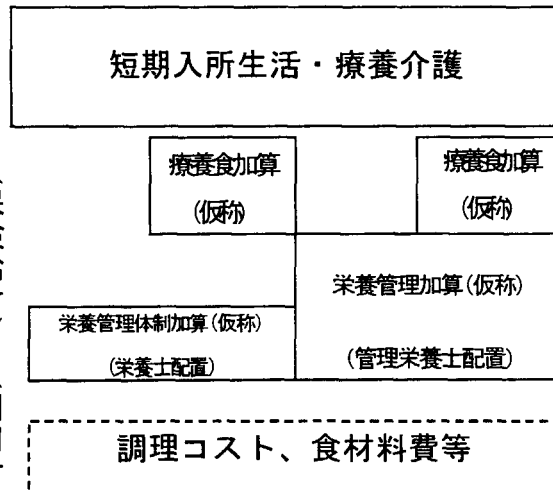 短期入所生活・療養介護
療養食加算
(仮称)
療養食加算
(仮称)
栄養管理加算(仮称)
(管理栄養士配置)
栄養管理体制加算(仮称)
(栄養士配置)
調理コスト、食材料費等